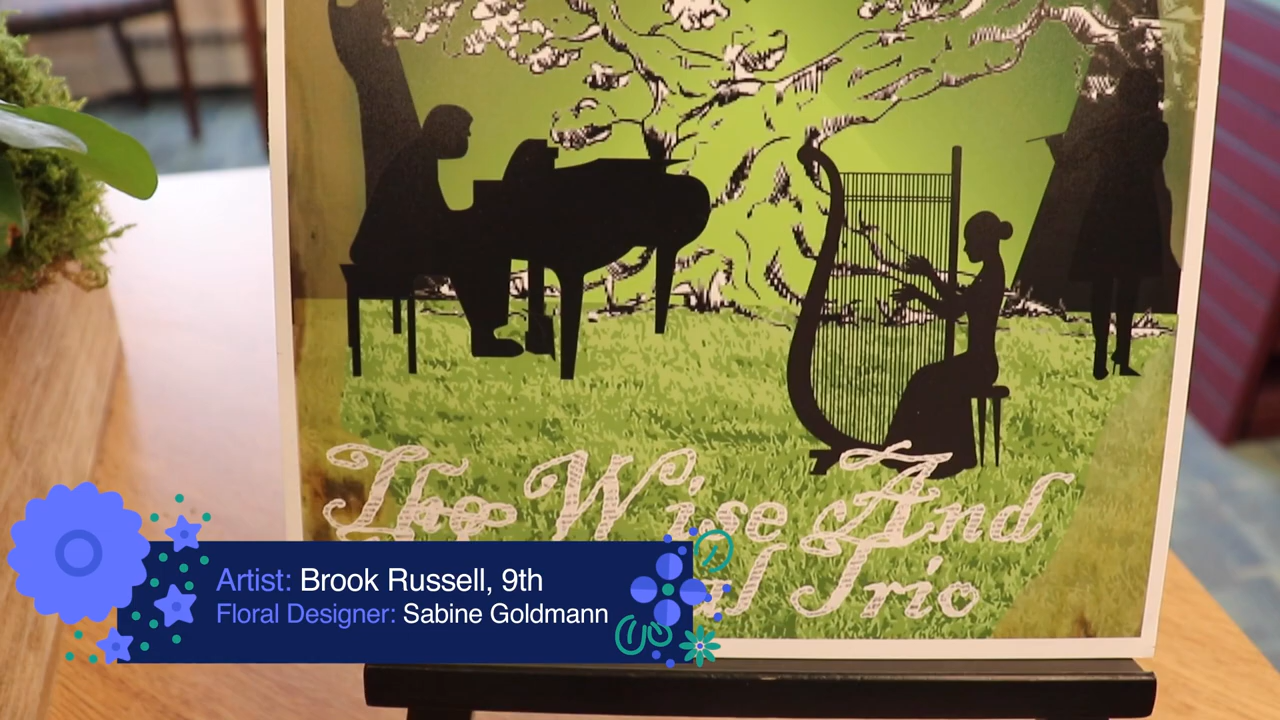 The Wise And
Trio
Artist: Brook Russell, 9th
Floral Designer: Sabine Goldmann